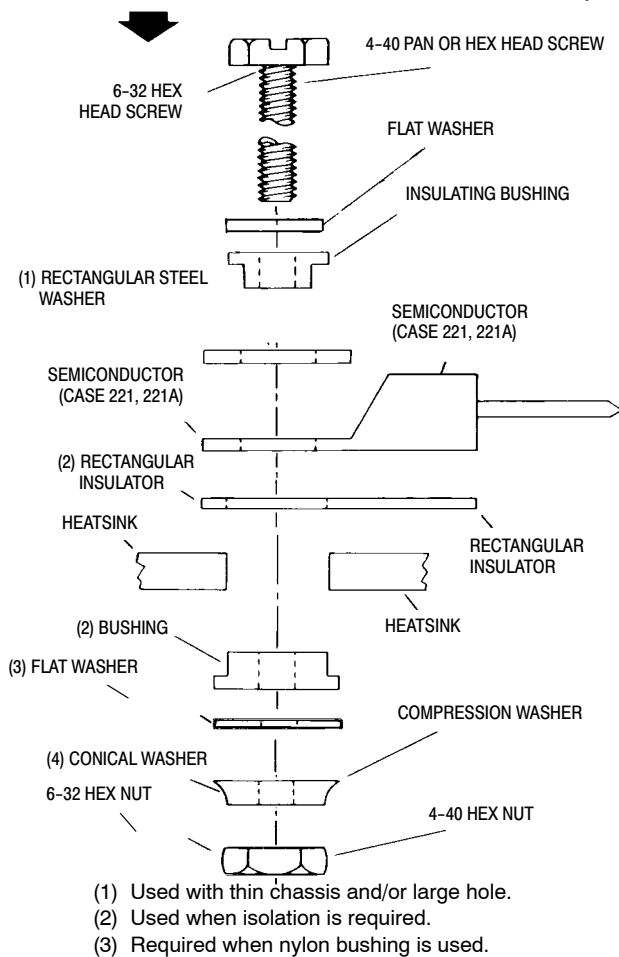 4-40 PAN OR HEX HEAD SCREW
6-32 HEX
HEAD SCREW
FLAT WASHER
INSULATING BUSHING
(1) RECTANGULAR STEEL
WASHER
SEMICONDUCTOR
(CASE 221, 221A)
SEMICONDUCTOR
(CASE 221, 221A)
(2) RECTANGULAR
INSULATOR
HEATSINK
RECTANGULAR
INSULATOR
HEATSINK
(2) BUSHING
(3) FLAT WASHER
COMPRESSION WASHER
(4) CONICAL WASHER
6-32 HEX NUT
4-40 HEX NUT
(1) Used with thin chassis and/or large hole.
(2) Used when isolation is required.
(3) Required when nylon bushing is used.